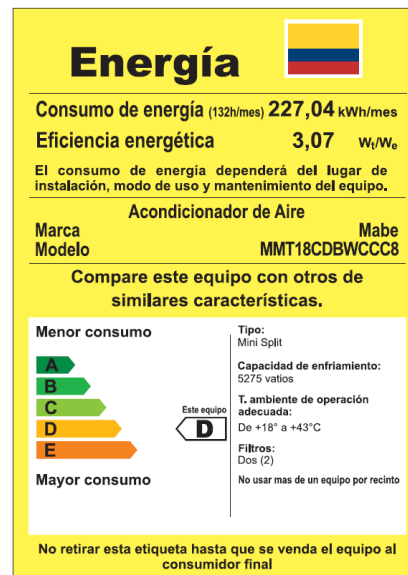 Energía
Consumo de energía (132h/mes) 227,04 kWh/mes
Eficiencia energética 3,07 Wt/We
El consumo de energía dependerá del lugar de
instalación, modo de uso y mantenimiento del equipo.
Acondicionador de Aire
Marca Mabe
Modelo MMT18CDBWCCC8
Compare este equipo con otros de
similares características.
Menor consumo
A
B
C
D
E
Mayor consumo
Este equipo
D
Tipo:
Mini Split
Capacidad de enfriamiento:
5275 vatios
T. ambiente de operación
adecuada:
De +18° a +43°C
Filtros:
Dos (2)
No usar mas de un equipo por recinto
No retirar esta etiqueta hasta que se venda el equipo al
consumidor final